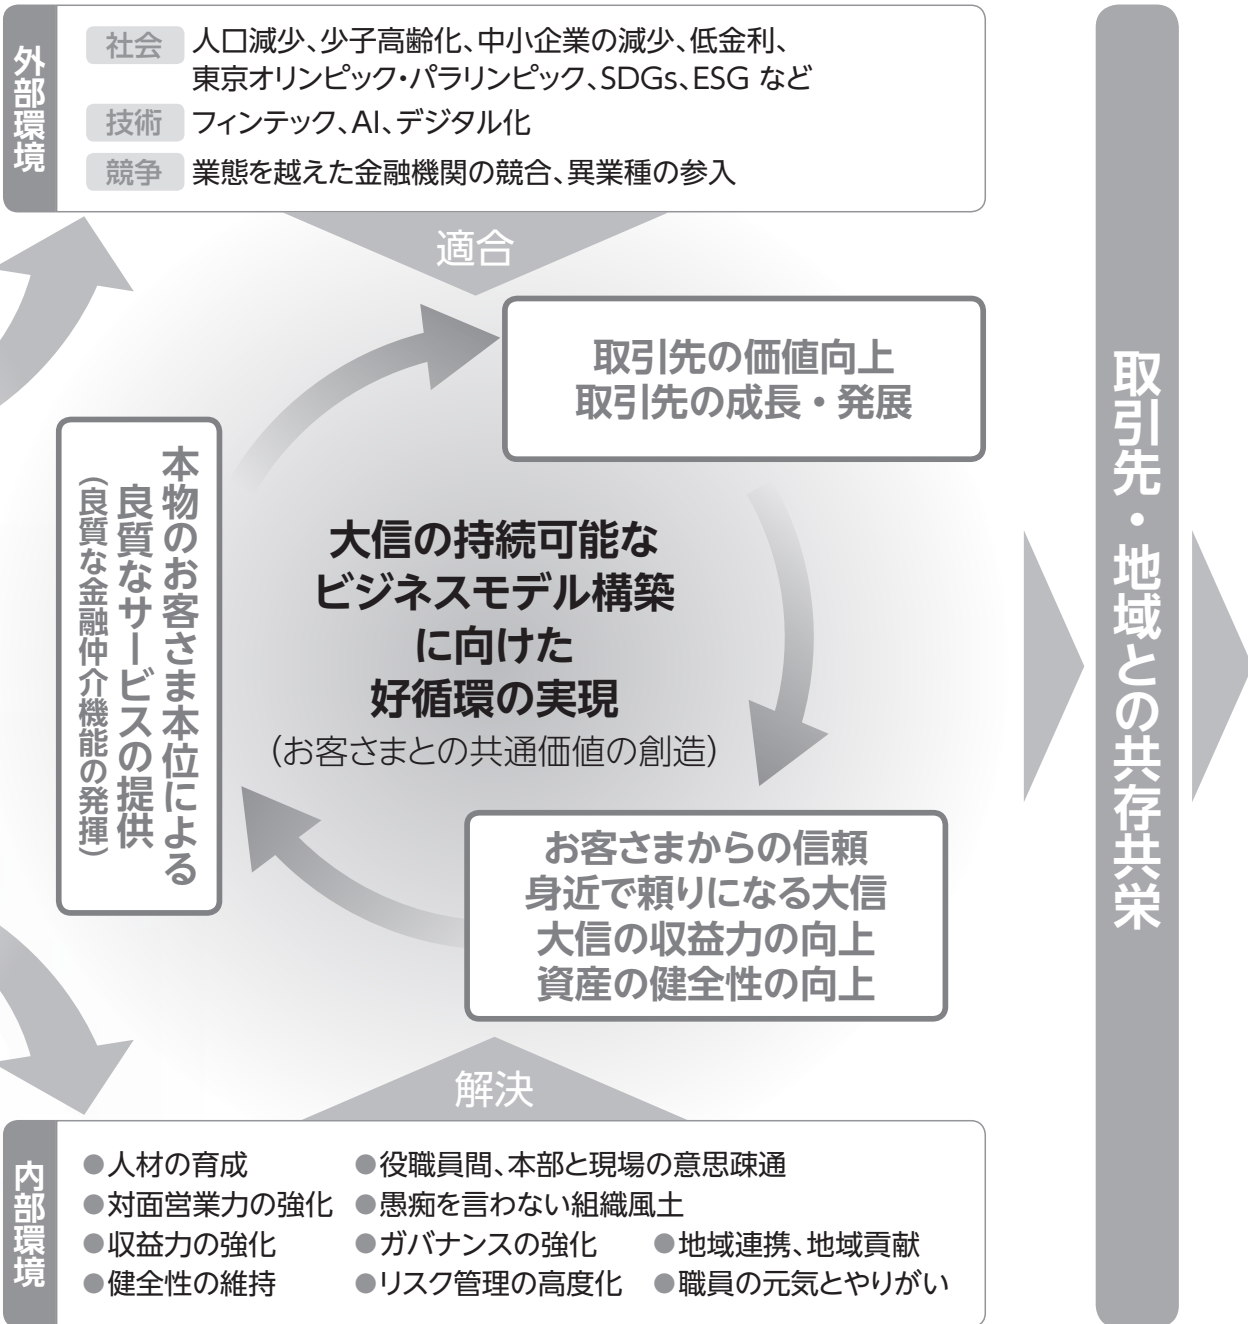 外部環境
社会 人口減少、少子高齢化、中小企業の減少、低金利、
東京オリンピック・パラリンピック、SDGs、ESG など
技術 フィンテック、AI、デジタル化
競争 業態を越えた金融機関の競合、異業種の参入
適合
取引先の価値向上
取引先の成長・発展
本物のお客さま本位による
良質なサービスの提供
(良質な金融仲介機能の発揮)
大信の持続可能な
ビジネスモデル構築
に向けた
好循環の実現
(お客さまとの共通価値の創造)
お客さまからの信頼
身近で頼りになる大信
大信の収益力の向上
資産の健全性の向上
解決
内部環境
●人材の育成 ●役職員間、本部と現場の意思疎通
●対面営業力の強化 ●愚痴を言わない組織風土
●収益力の強化 ●ガバナンスの強化 ●地域連携、地域貢献
●健全性の維持 ●リスク管理の高度化 ●職員の元気とやりがい
取引先・地域との共存共栄